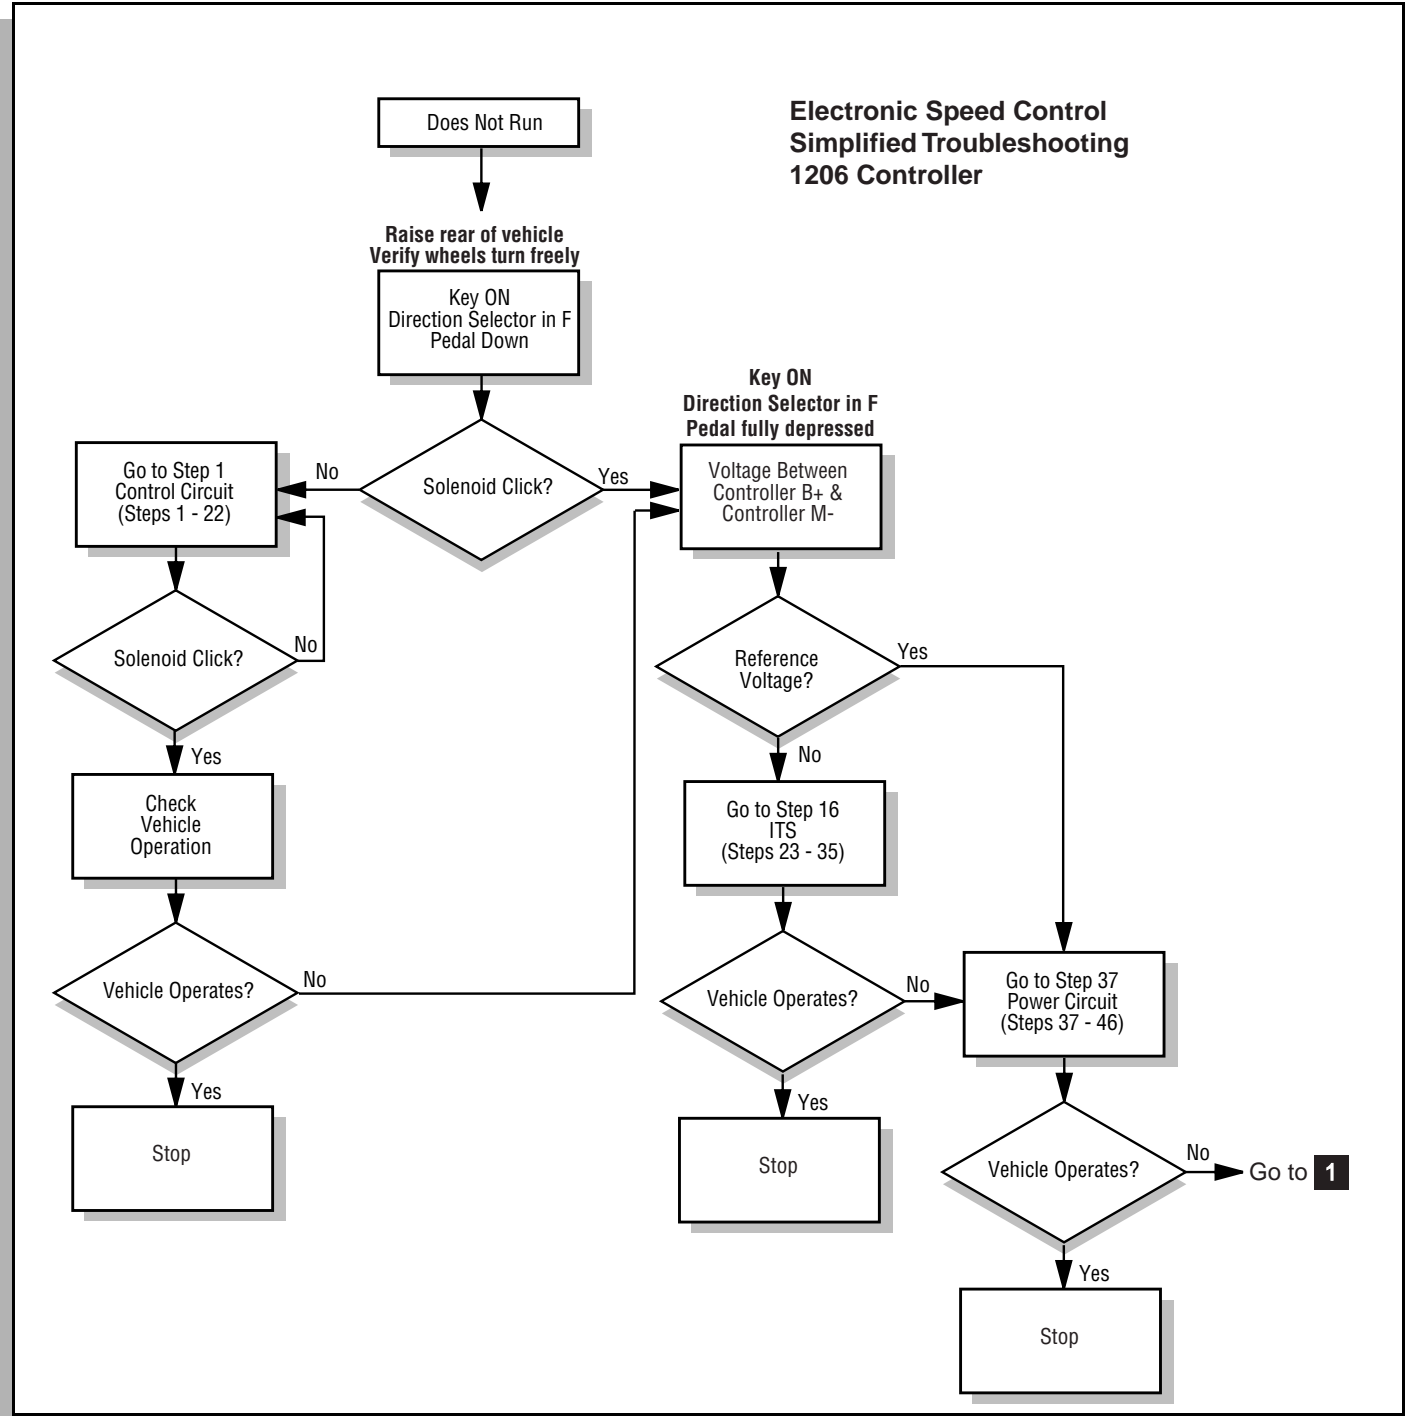 Electronic Speed Control
Simplified Troubleshooting
1206 Controller
Does Not Run
Raise rear of vehicle
Verify wheels turn freely
Key ON
Direction Selector in F
Pedal Down
Solenoid Click?
No
Yes
Go to Step 1
Control Circuit
(Steps 1 - 22)
Solenoid Click?
No
Yes
Check
Vehicle
Operation
Vehicle Operates?
No
Yes
Stop
Key ON
Direction Selector in F
Pedal fully depressed
Voltage Between
Controller B+ &
Controller M-
Reference
Voltage?
Yes
No
Go to Step 16
ITS
(Steps 23 - 35)
Vehicle Operates?
No
Yes
Stop
Go to Step 37
Power Circuit
(Steps 37 - 46)
Vehicle Operates?
No
Go to 1
Yes
Stop